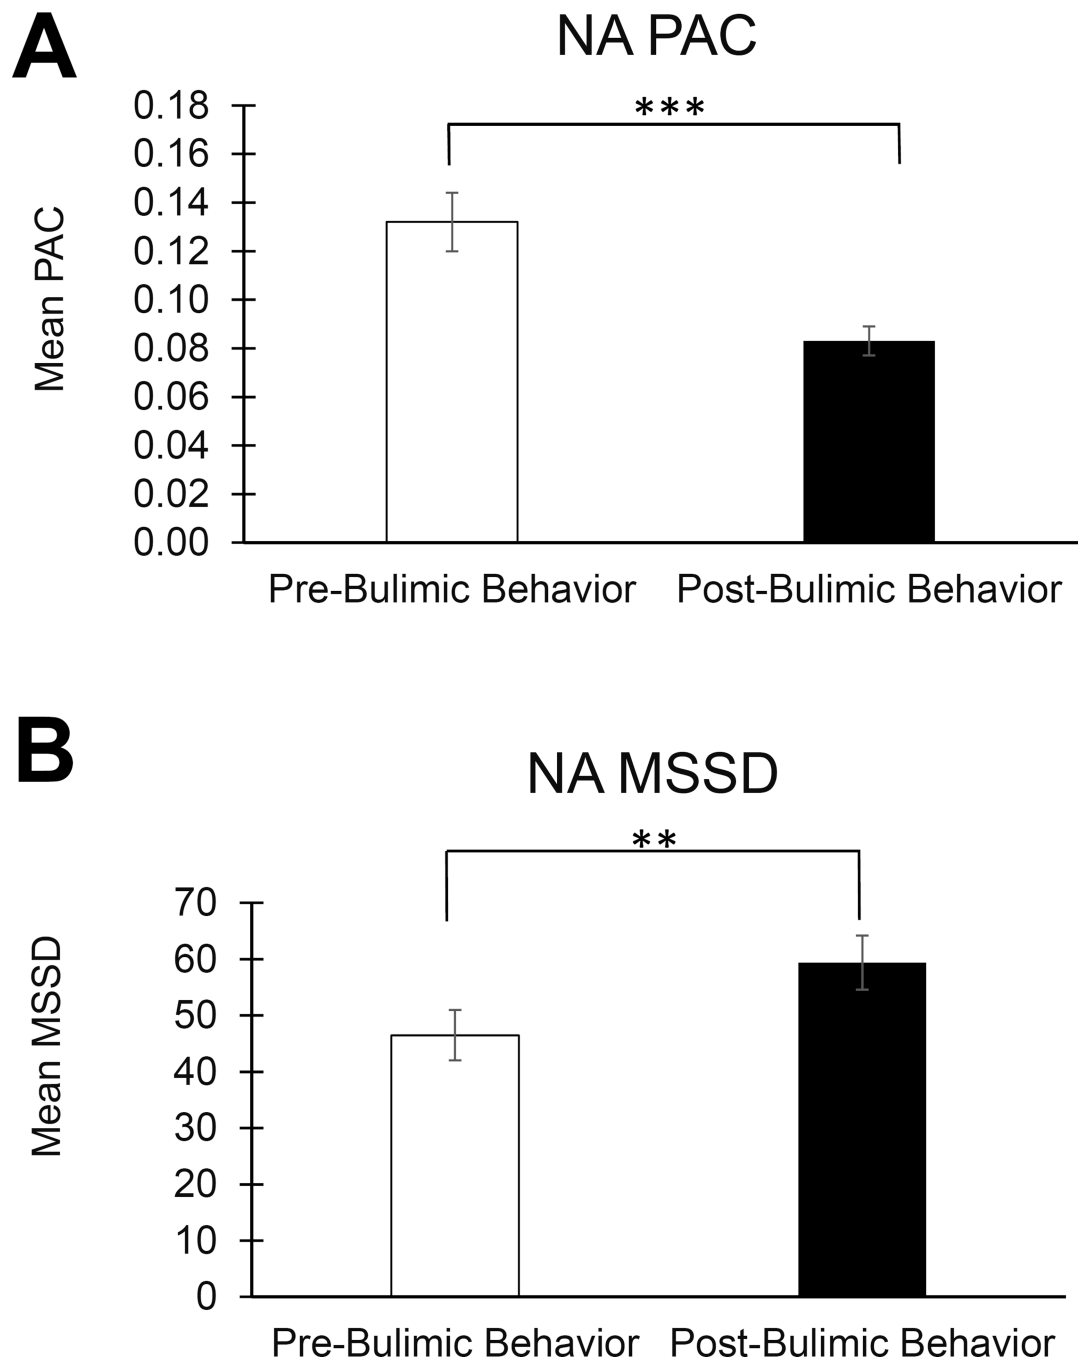 A
NA PAC
***
0.18
0.16
0.14
0.12
0.10
0.08
0.06
0.04
0.02
0.00
Mean PAC
Pre-Bulimic Behavior
Post-Bulimic Behavior
B
NA MSSD
**
70
60
50
40
30
20
10
0
Mean MSSD
Pre-Bulimic Behavior
Post-Bulimic Behavior